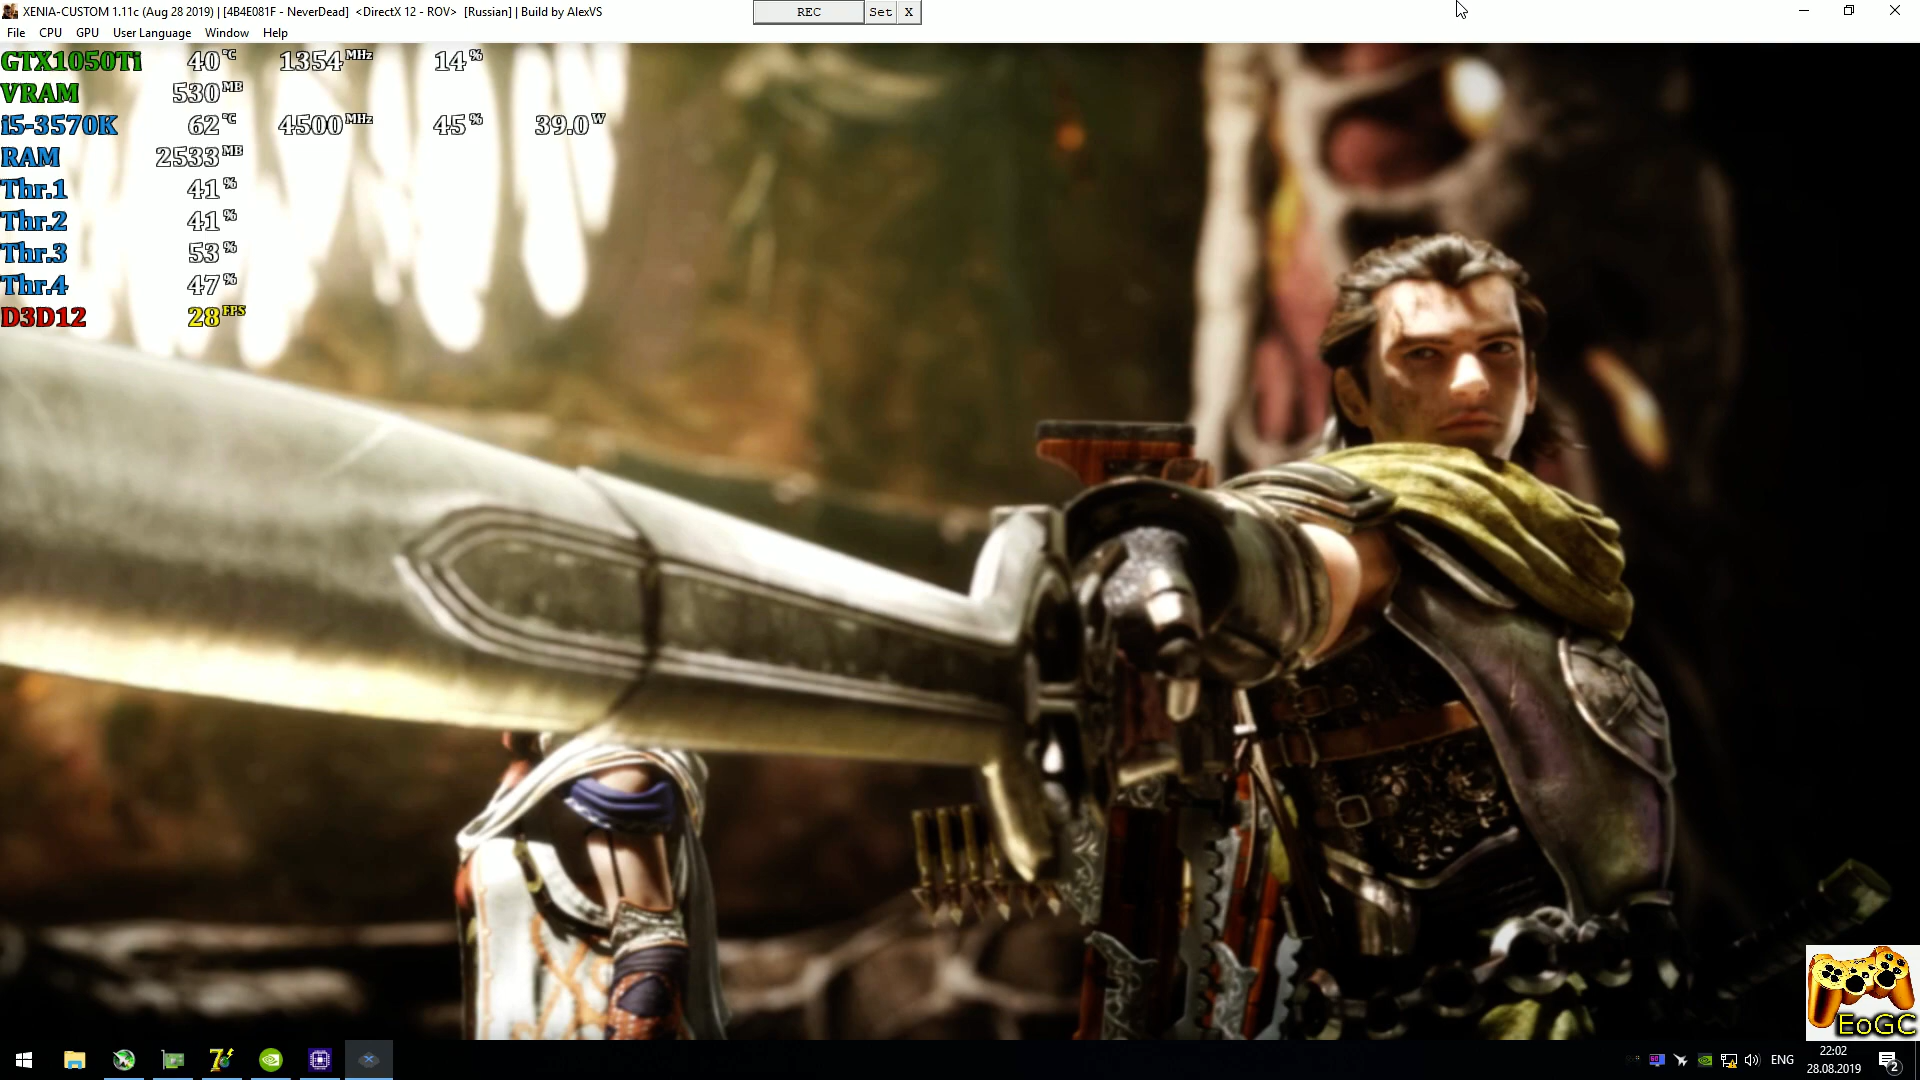 XENIA-CUSTOM 1.11c (Aug 28 2019) | [4B4E081F - NeverDead] <DirectX 12 - ROV> [Russian] | Build by AlexVS
REC Set X
File CPU GPU User Language Window Help
GTX1050Ti 40 °C 1354 MHz 14 %
VRAM 530 MB
i5-3570K 62 °C 4500 MHz 45 % 39.0 W
RAM 2533 MB
Thr.1 41 %
Thr.2 41 %
Thr.3 53 %
Thr.4 47 %
D3D12 28 FPS
EoGC
ENG 22:02
28.08.2019 2